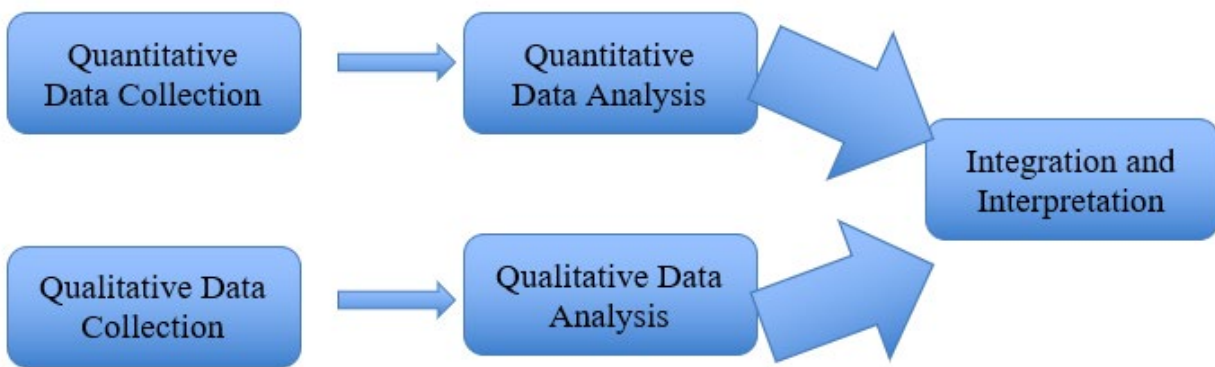 Quantitative
Data Collection
Quantitative
Data Analysis
Integration and
Interpretation
Qualitative Data
Collection
Qualitative Data
Analysis